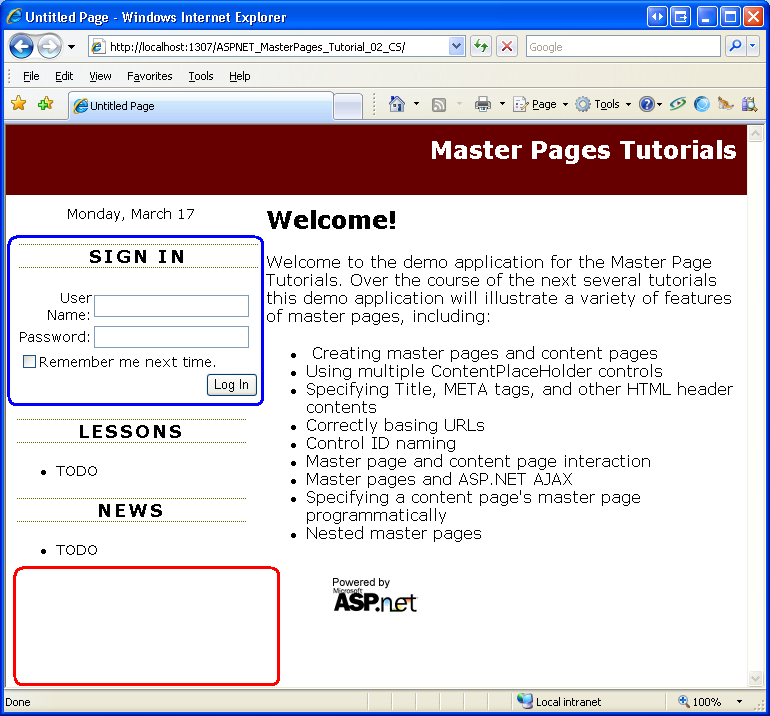 Untitled Page - Windows Internet Explorer
http://localhost:1307/ASPNET_MasterPages_Tutorial_02_CS/
Google
File Edit View Favorites Tools Help
Untitled Page
Page Tools
Master Pages Tutorials
Monday, March 17
SIGN IN
User
Name:
Password:
Remember me next time.
Log In
LESSONS
TODO
NEWS
TODO
Welcome!
Welcome to the demo application for the Master Page
Tutorials. Over the course of the next several tutorials
this demo application will illustrate a variety of features
of master pages, including:
Creating master pages and content pages
Using multiple ContentPlaceHolder controls
Specifying Title, META tags, and other HTML header
contents
Correctly basing URLs
Control ID naming
Master page and content page interaction
Master pages and ASP.NET AJAX
Specifying a content page's master page
programmatically
Nested master pages
Powered by
Microsoft
ASP.net
Done
Local intranet
100%